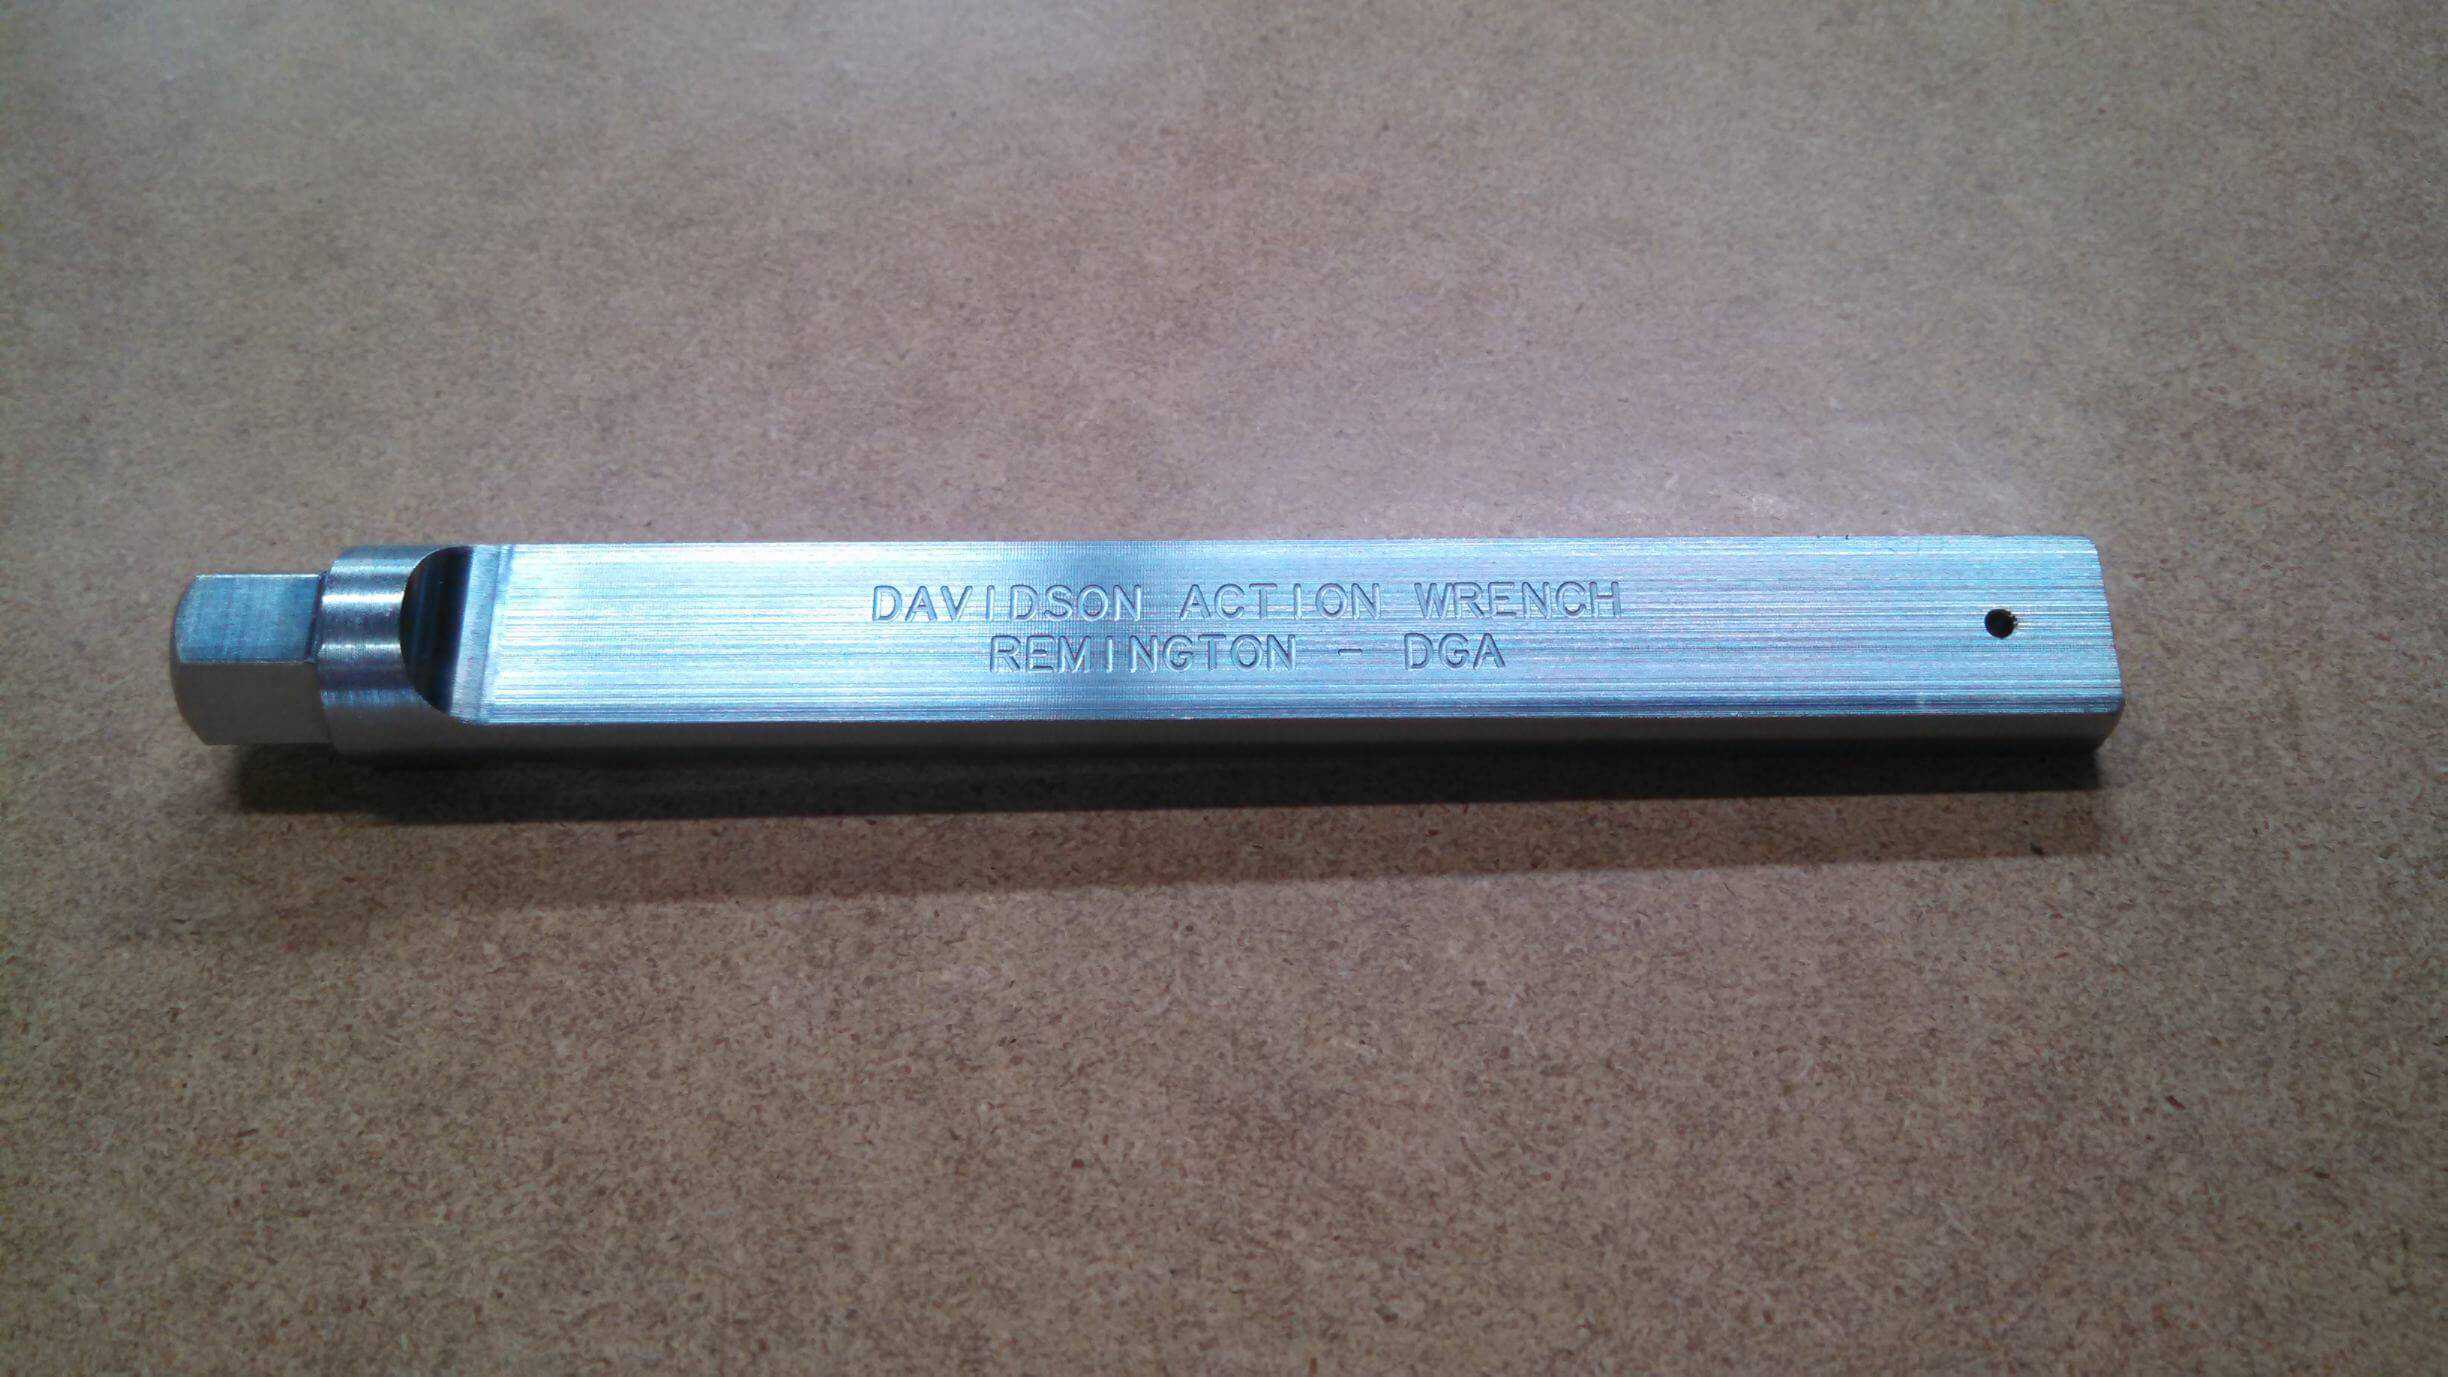 DAVIDSON ACTION WRENCH
REMINGTON - DGA